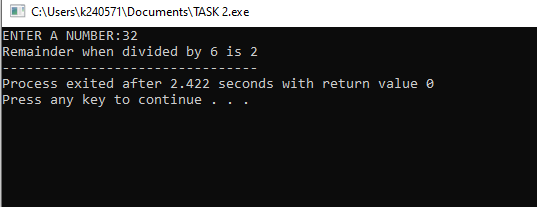 C:\Users\k240571\Documents\TASK 2.exe
ENTER A NUMBER:32
Remainder when divided by 6 is 2
--------------------------------
Process exited after 2.422 seconds with return value 0
Press any key to continue . . .